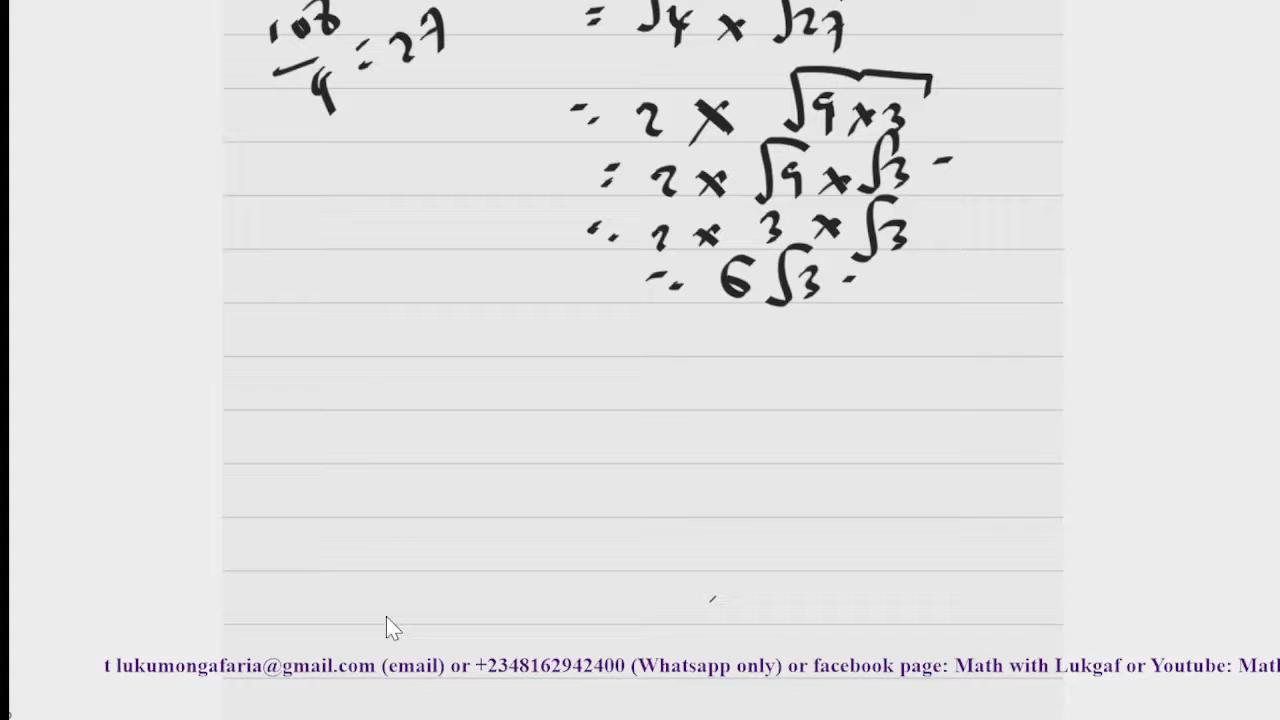 108/4 = 27
= √4 × √27
= 2 × √9×3
= 2 × √9 × √3 -
= 2 × 3 × √3
= 6√3 -
t lukumongafaria@gmail.com (email) or +2348162942400 (Whatsapp only) or facebook page: Math with Lukgaf or Youtube: Mat